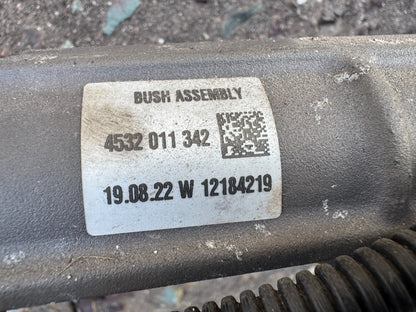 BUSH ASSEMBLY
4532 011 342
19.08.22 W 12184219